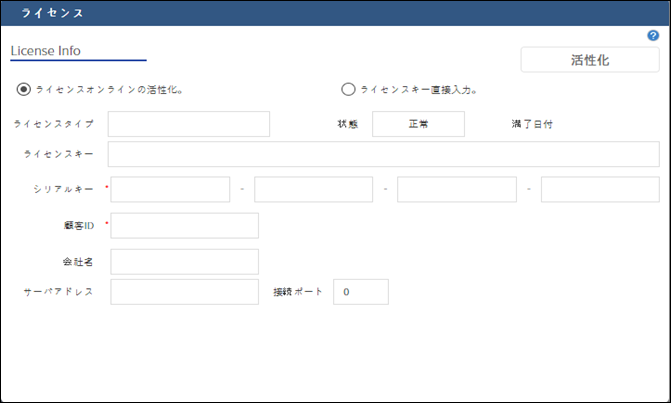 ライセンス
?
License Info
活性化
ライセンスオンラインの活性化。 ライセンスキー直接入力。
ライセンスタイプ 状態 正常 満了日付
ライセンスキー
シリアルキー * - - -
顧客ID *
会社名
サーバアドレス 接続ポート 0